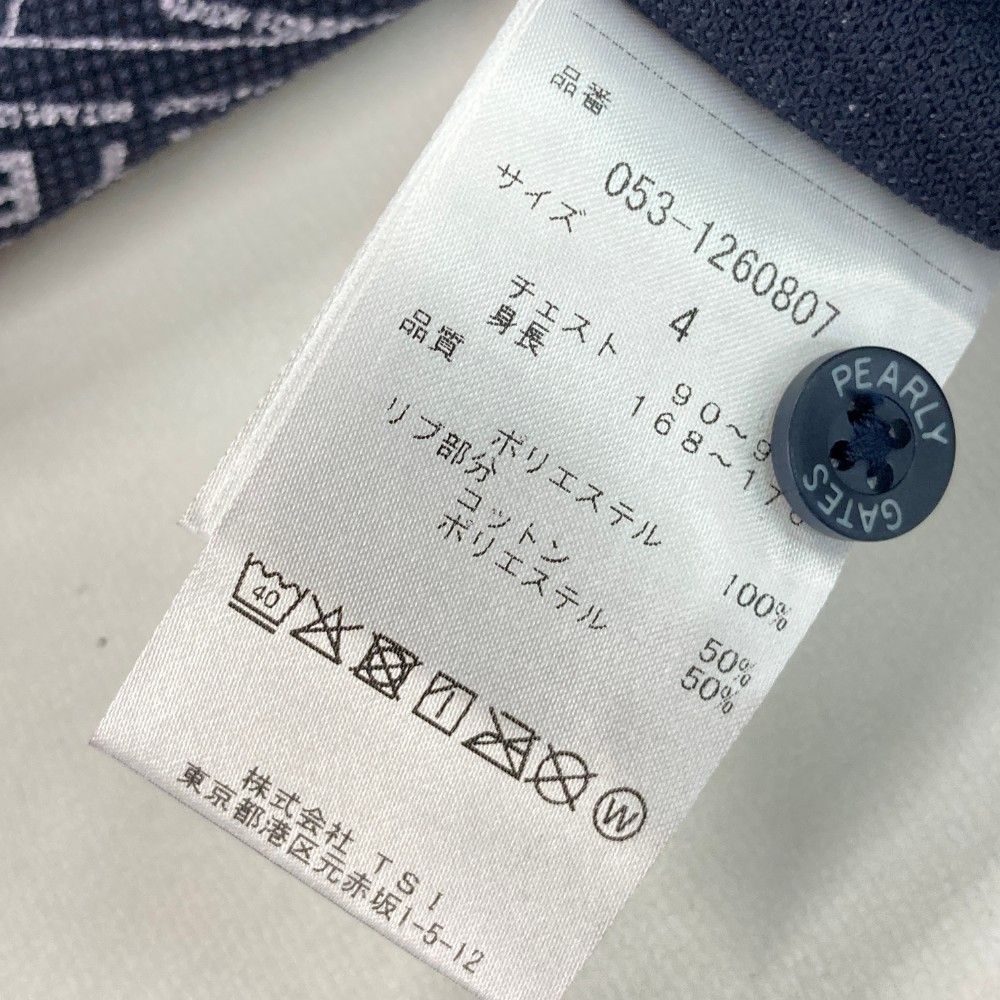 品番
053-1260807
サイズ
4
チェスト 90～9
身長 168～17
品質
ポリエステル 100%
リブ部分
コットン 50%
ポリエステル 50%
40
W
株式会社 TSI
東京都港区元赤坂1-5-12
PEARLY
GATES